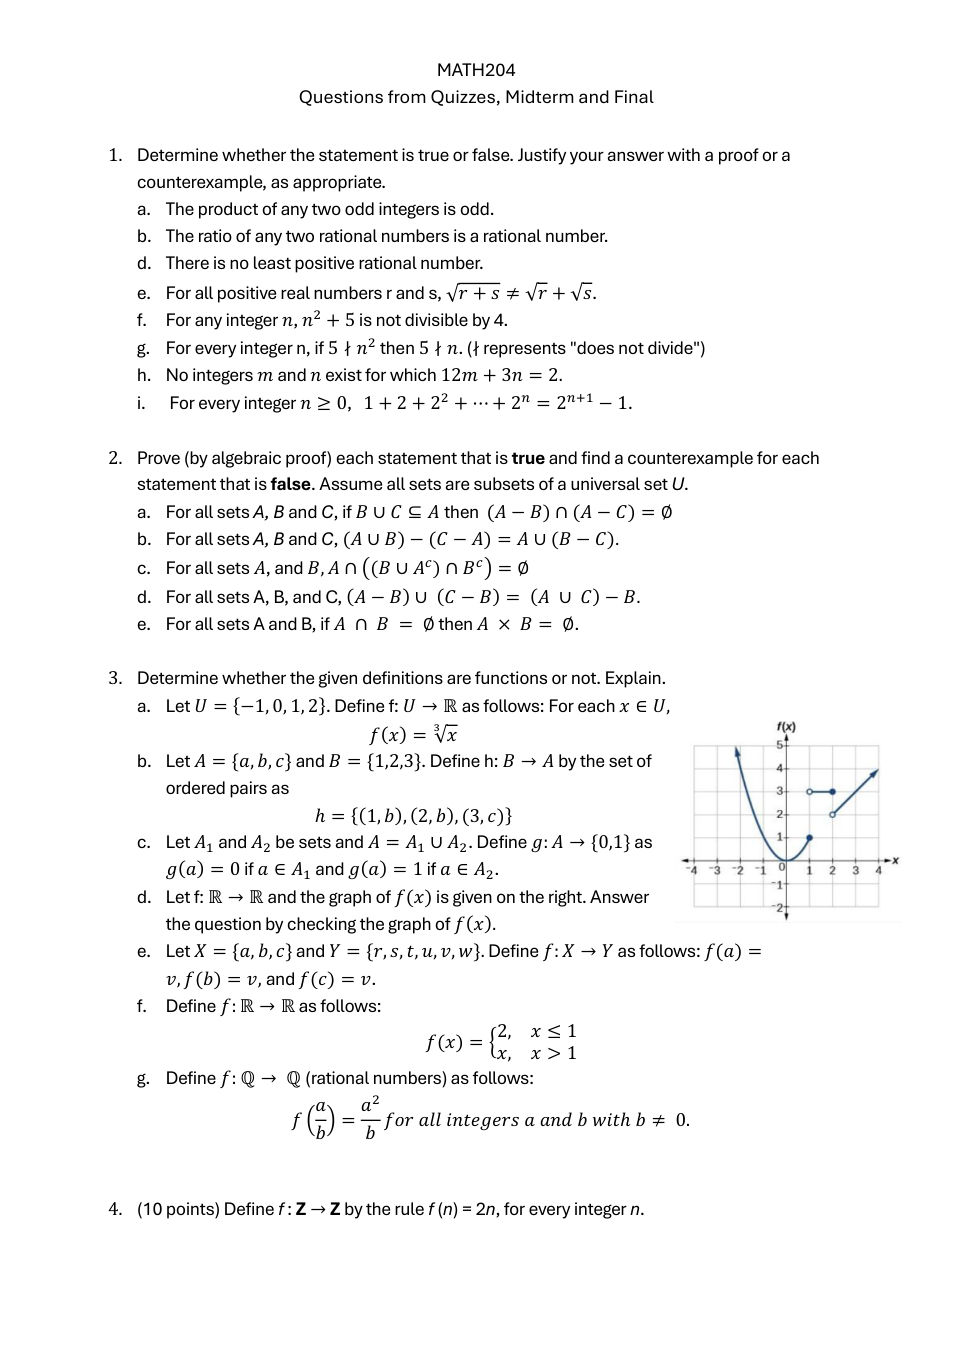 MATH204
Questions from Quizzes, Midterm and Final
1. Determine whether the statement is true or false. Justify your answer with a proof or a
counterexample, as appropriate.
a. The product of any two odd integers is odd.
b. The ratio of any two rational numbers is a rational number.
d. There is no least positive rational number.
e. For all positive real numbers r and s, √(r + s) ≠ √r + √s.
f. For any integer n, n² + 5 is not divisible by 4.
g. For every integer n, if 5 ∤ n² then 5 ∤ n. (∤ represents "does not divide")
h. No integers m and n exist for which 12m + 3n = 2.
i. For every integer n ≥ 0, 1 + 2 + 2² + ⋯ + 2ⁿ = 2ⁿ⁺¹ − 1.
2. Prove (by algebraic proof) each statement that is true and find a counterexample for each
statement that is false. Assume all sets are subsets of a universal set U.
a. For all sets A, B and C, if B ∪ C ⊆ A then (A − B) ∩ (A − C) = ∅
b. For all sets A, B and C, (A ∪ B) − (C − A) = A ∪ (B − C).
c. For all sets A, and B, A ∩ ((B ∪ Aᶜ) ∩ Bᶜ) = ∅
d. For all sets A, B, and C, (A − B) ∪ (C − B) = (A ∪ C) − B.
e. For all sets A and B, if A ∩ B = ∅ then A × B = ∅.
3. Determine whether the given definitions are functions or not. Explain.
a. Let U = {−1, 0, 1, 2}. Define f: U → ℝ as follows: For each x ∈ U,
f(x) = ∛x
b. Let A = {a, b, c} and B = {1,2,3}. Define h: B → A by the set of
ordered pairs as
h = {(1, b), (2, b), (3, c)}
c. Let A₁ and A₂ be sets and A = A₁ ∪ A₂. Define g: A → {0,1} as
g(a) = 0 if a ∈ A₁ and g(a) = 1 if a ∈ A₂.
d. Let f: ℝ → ℝ and the graph of f(x) is given on the right. Answer
the question by checking the graph of f(x).
f(x)
5
4
3
2
1
-4 -3 -2 -1 0 1 2 3 4 x
-1
-2
e. Let X = {a, b, c} and Y = {r, s, t, u, v, w}. Define f: X → Y as follows: f(a) =
v, f(b) = v, and f(c) = v.
f. Define f: ℝ → ℝ as follows:
f(x) = {2, x ≤ 1
x, x > 1
g. Define f: ℚ → ℚ (rational numbers) as follows:
f(a/b) = a²/b for all integers a and b with b ≠ 0.
4. (10 points) Define f : Z → Z by the rule f (n) = 2n, for every integer n.